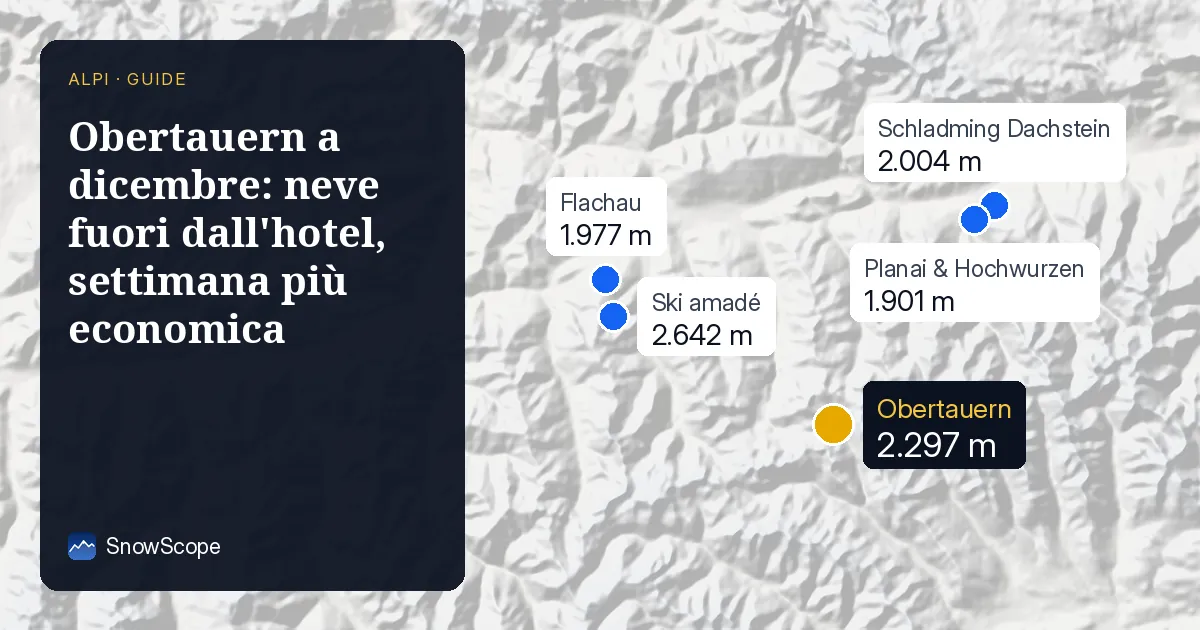 ALPI · GUIDE
Obertauern a
dicembre: neve
fuori dall'hotel,
settimana più
economica
SnowScope
Schladming Dachstein
2.004 m
Flachau
1.977 m
Planai & Hochwurzen
1.901 m
Ski amadé
2.642 m
Obertauern
2.297 m